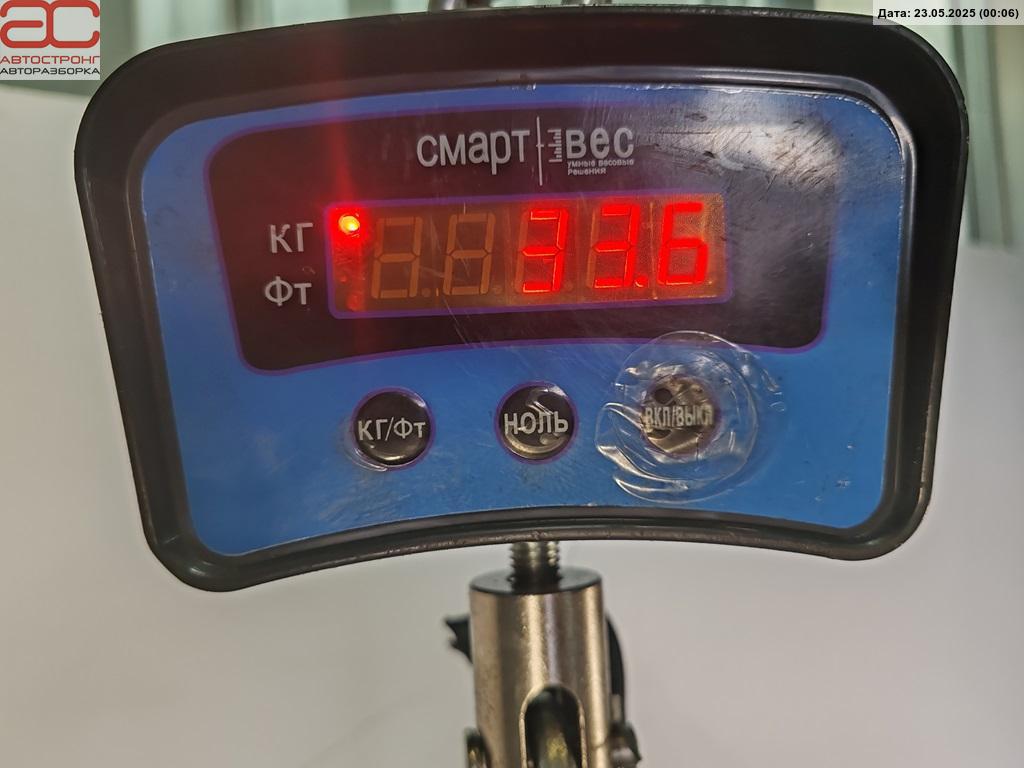 АС
АВТОСТРОНГ
АВТОРАЗБОРКА
Дата: 23.05.2025 (00:06)
смарт вес
умные весовые
решения
КГ
ФТ
33.6
КГ/ФТ
НОЛЬ
ВКЛ/ВЫКЛ